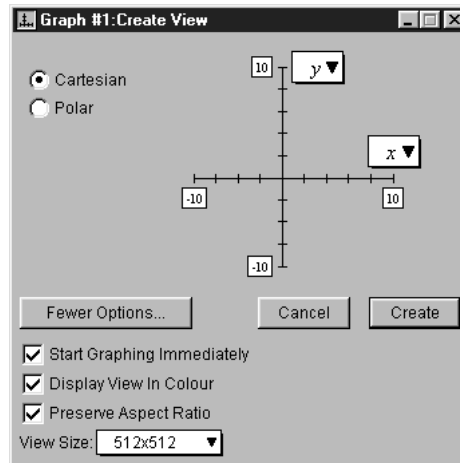 Graph #1:Create View
Cartesian
Polar
10
y
x
-10
10
-10
Fewer Options...
Cancel
Create
Start Graphing Immediately
Display View In Colour
Preserve Aspect Ratio
View Size: 512x512